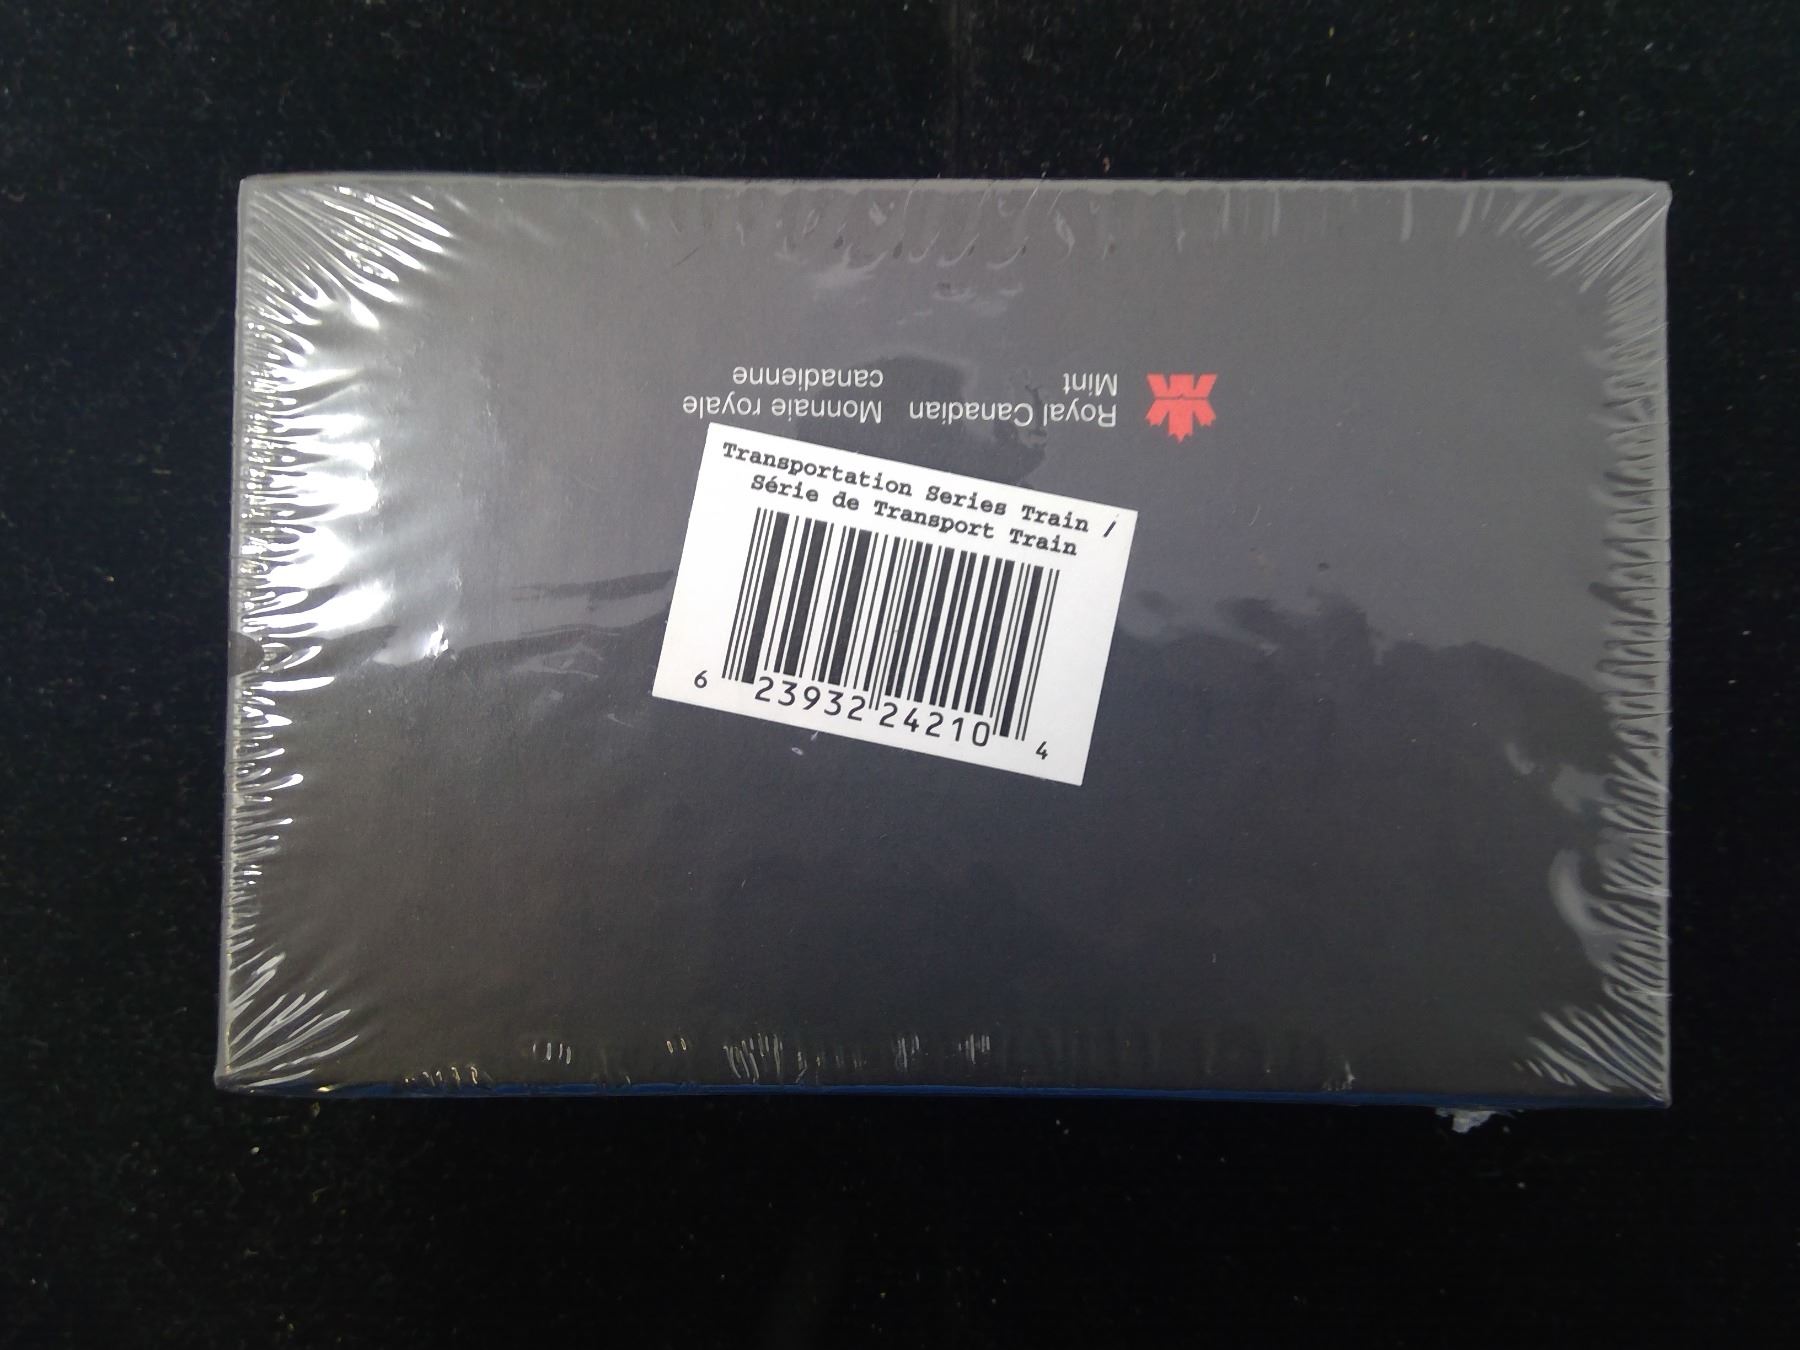 Royal Canadian Mint
Monnaie royale canadienne
Transportation Series Train /
Série de Transport Train
6 23932 24210 4